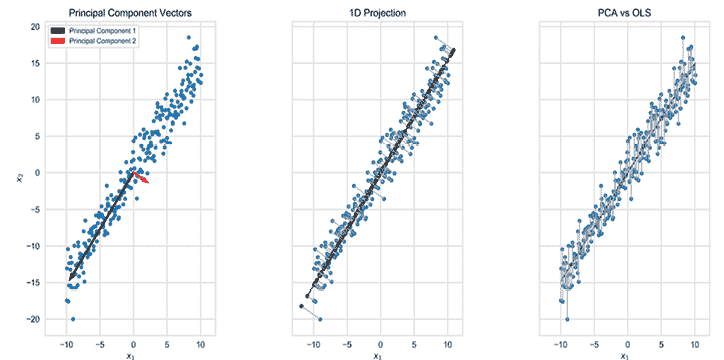 Principal Component Vectors
Principal Component 1
Principal Component 2
20
15
10
5
0
−5
−10
−15
−20
x2
−10 −5 0 5 10
x1
1D Projection
−10 −5 0 5 10
x1
PCA vs OLS
−10 −5 0 5 10
x1